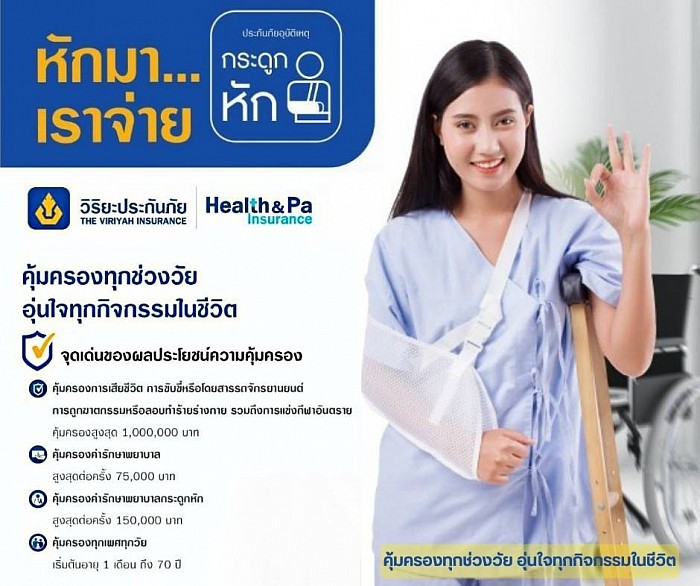 หักมา...
เราจ่าย
ประกันภัยอุบัติเหตุ
กระดูก
หัก
วิริยะประกันภัย
THE VIRIYAH INSURANCE
Health & Pa
Insurance
คุ้มครองทุกช่วงวัย
อุ่นใจทุกกิจกรรมในชีวิต
จุดเด่นของผลประโยชน์ความคุ้มครอง
คุ้มครองการเสียชีวิต การขับขี่หรือโดยสารรถจักรยานยนต์
การถูกฆาตกรรมหรือลอบทำร้ายร่างกาย รวมถึงการแข่งกีฬาอันตราย
คุ้มครองสูงสุด 1,000,000 บาท
คุ้มครองค่ารักษาพยาบาล
สูงสุดต่อครั้ง 75,000 บาท
คุ้มครองค่ารักษาพยาบาลกระดูกหัก
สูงสุดต่อครั้ง 150,000 บาท
คุ้มครองทุกเพศทุกวัย
เริ่มต้นอายุ 1 เดือน ถึง 70 ปี
คุ้มครองทุกช่วงวัย อุ่นใจทุกกิจกรรมในชีวิต